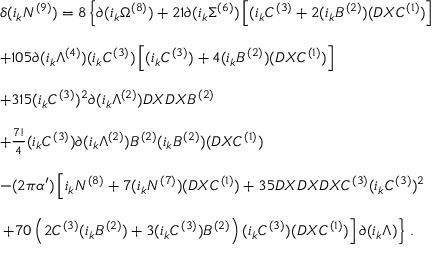 δ(i_k N^{(9)}) = 8 { ∂(i_k Ω^{(8)}) + 21∂(i_k Σ^{(6)}) [ (i_k C^{(3)} + 2(i_k B^{(2)})(DXC^{(1)}) ]
+105∂(i_k Λ^{(4)})(i_k C^{(3)}) [ (i_k C^{(3)}) + 4(i_k B^{(2)})(DXC^{(1)}) ]
+315(i_k C^{(3)})^2 ∂(i_k Λ^{(2)})DXDXB^{(2)}
+\frac{7!}{4}(i_k C^{(3)})∂(i_k Λ^{(2)})B^{(2)}(i_k B^{(2)})(DXC^{(1)})
−(2πα′) [ i_k N^{(8)} + 7(i_k N^{(7)})(DXC^{(1)}) + 35DXDXDXC^{(3)}(i_k C^{(3)})^2
+70 ( 2C^{(3)}(i_k B^{(2)}) + 3(i_k C^{(3)})B^{(2)} ) (i_k C^{(3)})(DXC^{(1)}) ] ∂(i_k Λ) } .